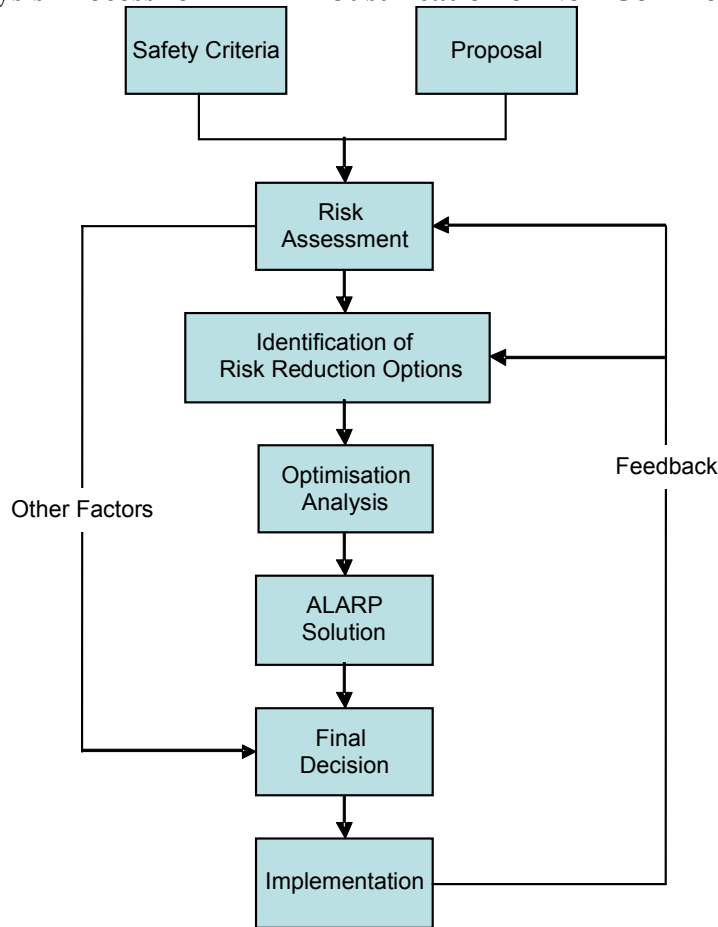 Safety Criteria
Proposal
Risk
Assessment
Identification of
Risk Reduction Options
Optimisation
Analysis
Feedback
Other Factors
ALARP
Solution
Final
Decision
Implementation